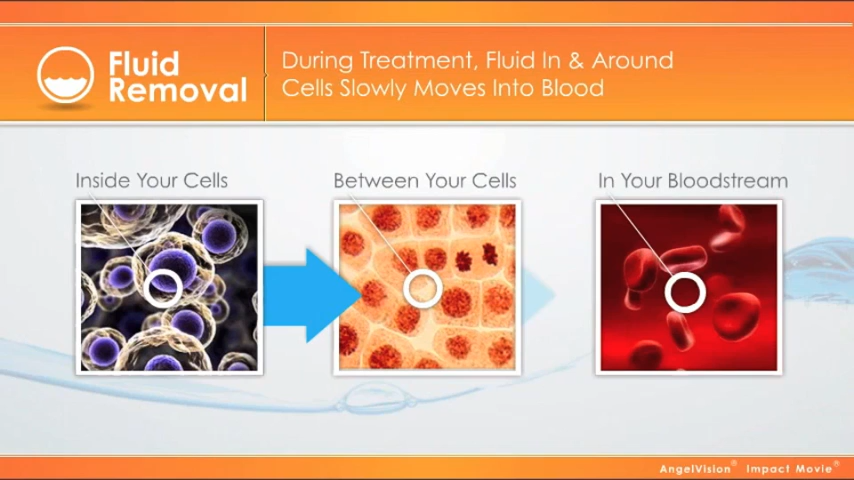 Fluid
Removal
During Treatment, Fluid In & Around
Cells Slowly Moves Into Blood
Inside Your Cells
Between Your Cells
In Your Bloodstream
AngelVision® Impact Movie®